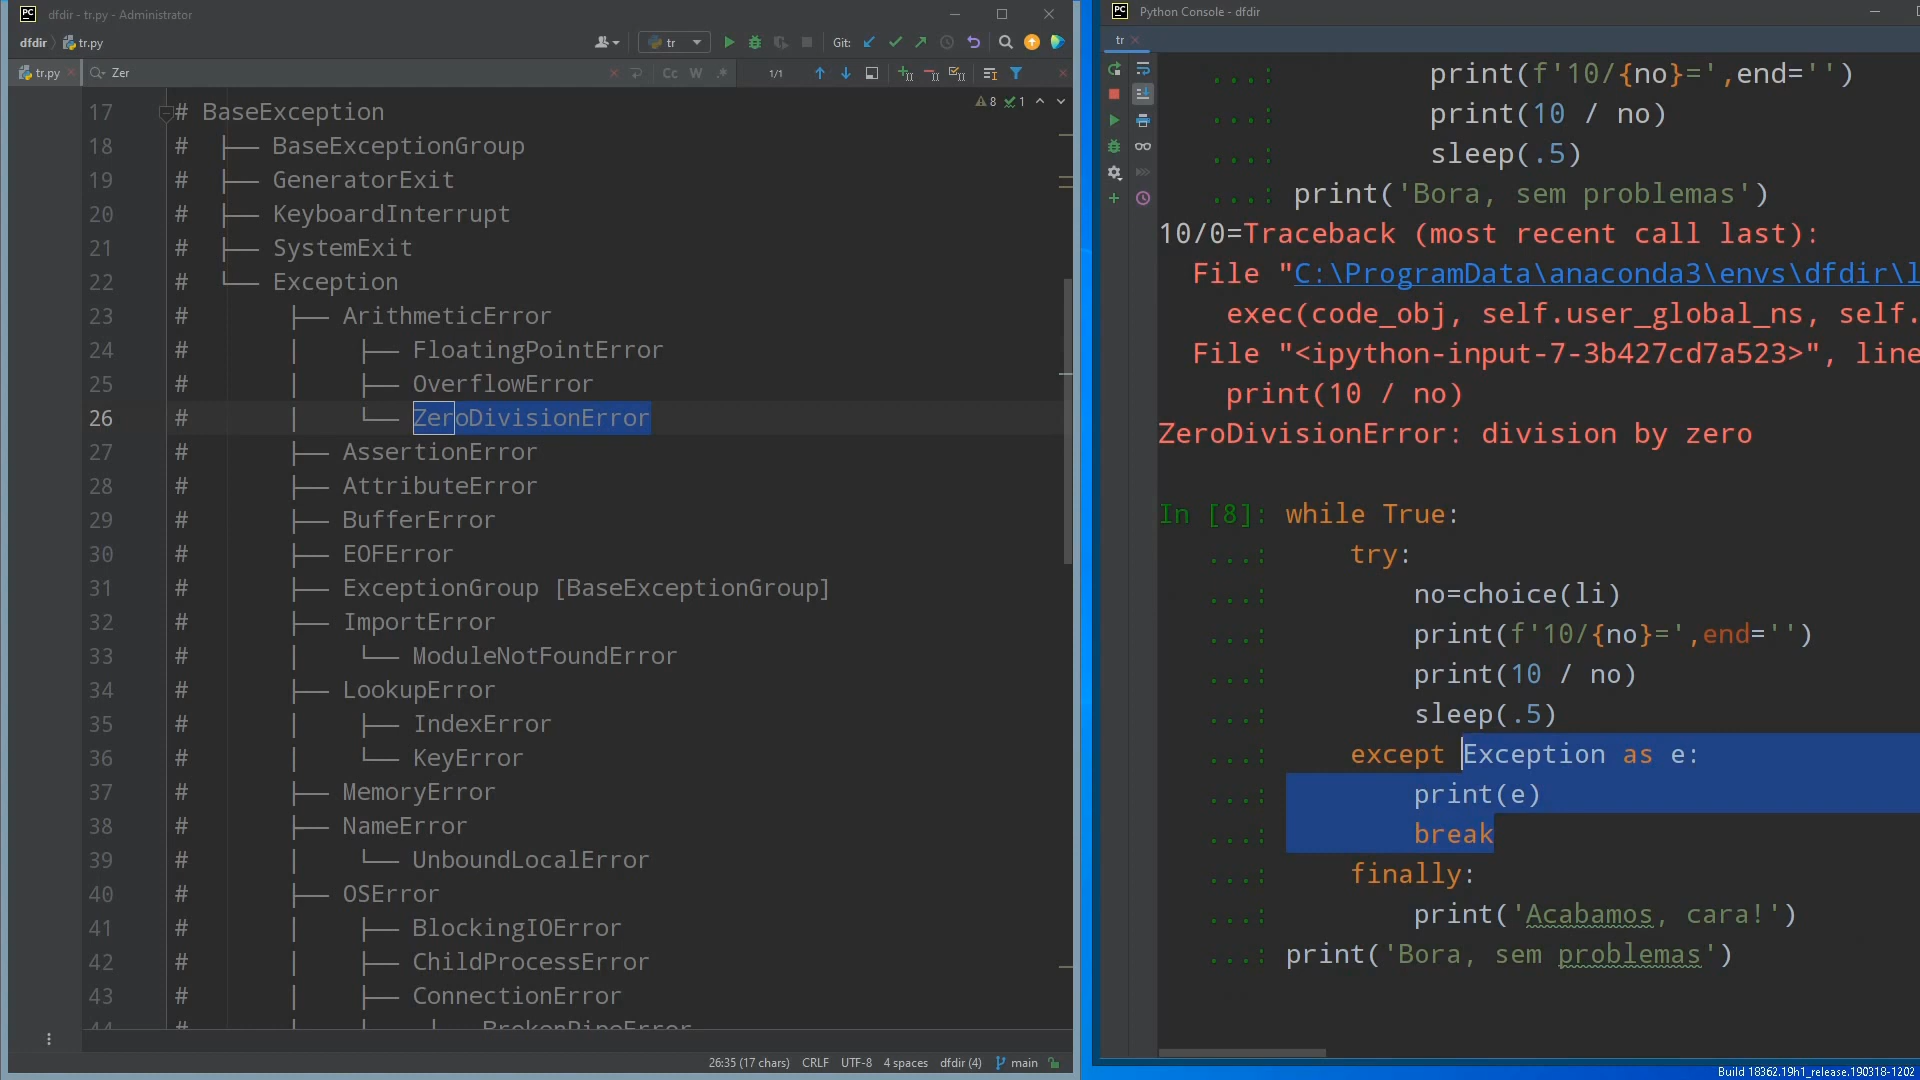 dfdir - tr.py - Administrator
dfdir
tr.py
tr
Git:
tr.py
Zer
Cc
W
.*
1/1
8
1
17 # BaseException
18 # ├── BaseExceptionGroup
19 # ├── GeneratorExit
20 # ├── KeyboardInterrupt
21 # ├── SystemExit
22 # └── Exception
23 # ├── ArithmeticError
24 # │ ├── FloatingPointError
25 # │ ├── OverflowError
26 # │ └── ZeroDivisionError
27 # ├── AssertionError
28 # ├── AttributeError
29 # ├── BufferError
30 # ├── EOFError
31 # ├── ExceptionGroup [BaseExceptionGroup]
32 # ├── ImportError
33 # │ └── ModuleNotFoundError
34 # ├── LookupError
35 # │ ├── IndexError
36 # │ └── KeyError
37 # ├── MemoryError
38 # ├── NameError
39 # │ └── UnboundLocalError
40 # ├── OSError
41 # │ ├── BlockingIOError
42 # │ ├── ChildProcessError
43 # │ ├── ConnectionError
44 # │ │ ├── BrokenPipeError
26:35 (17 chars) CRLF UTF-8 4 spaces dfdir (4) main
Python Console - dfdir
tr
...: print(f'10/{no}=',end='')
...: print(10 / no)
...: sleep(.5)
...: print('Bora, sem problemas')
10/0=Traceback (most recent call last):
File "C:\ProgramData\anaconda3\envs\dfdir\l
exec(code_obj, self.user_global_ns, self.
File "<ipython-input-7-3b427cd7a523>", line
print(10 / no)
ZeroDivisionError: division by zero
In [8]: while True:
...: try:
...: no=choice(li)
...: print(f'10/{no}=',end='')
...: print(10 / no)
...: sleep(.5)
...: except Exception as e:
...: print(e)
...: break
...: finally:
...: print('Acabamos, cara!')
...: print('Bora, sem problemas')
Build 18362.19h1_release.190318-1202